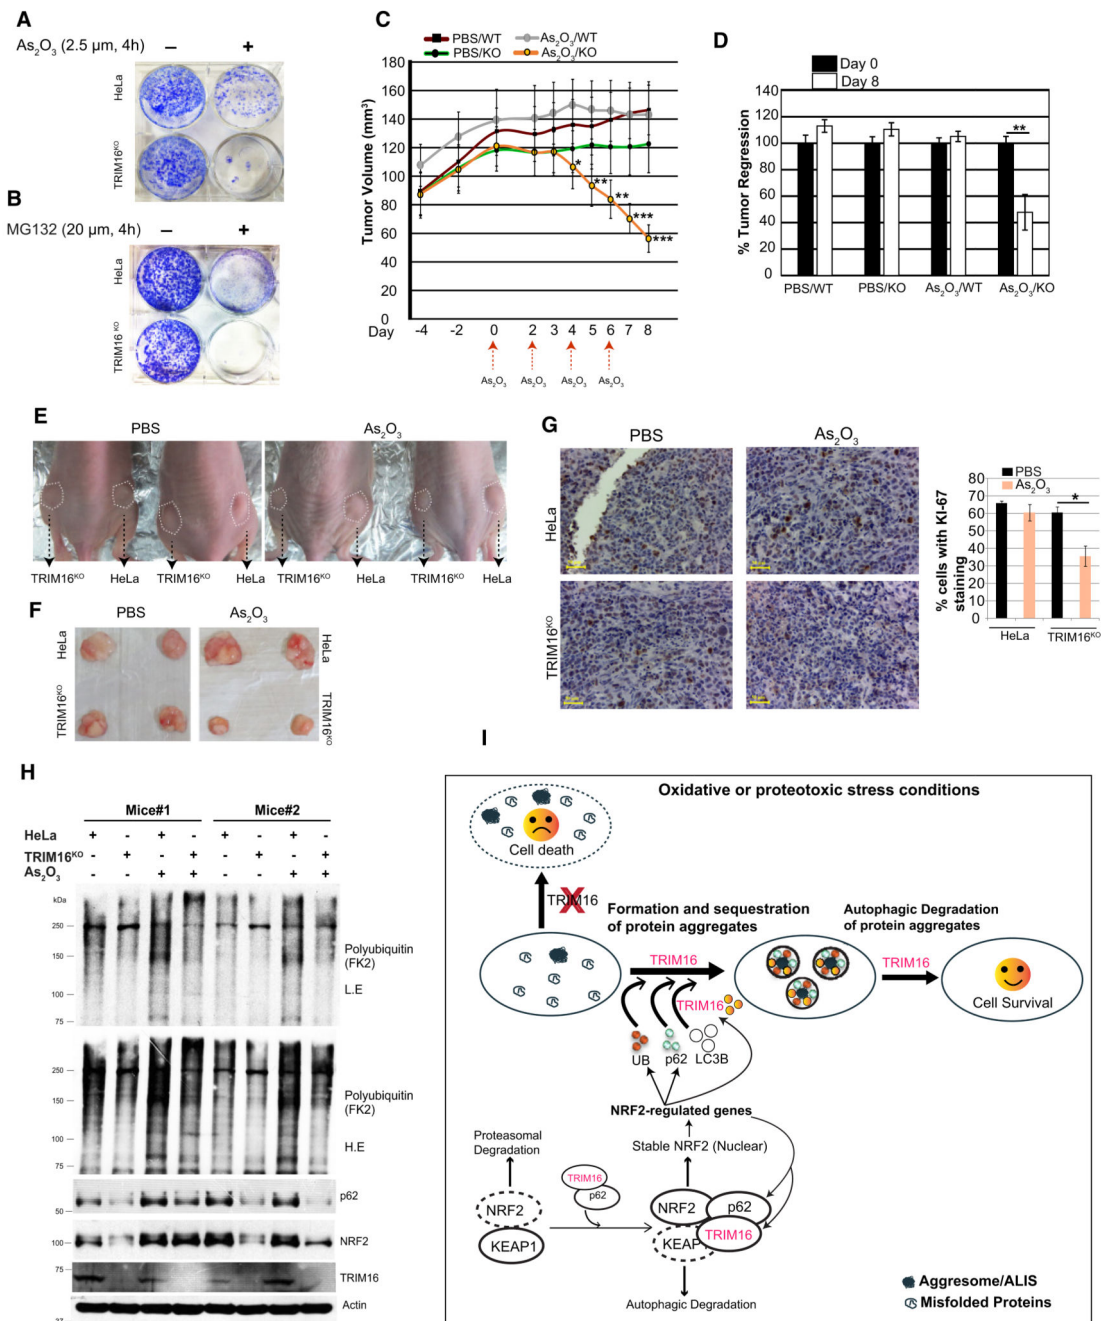 A
As2O3 (2.5 μm, 4h) – +
HeLa
TRIM16KO
B
MG132 (20 μm, 4h) – +
HeLa
TRIM16 KO
C
PBS/WT As2O3/WT
PBS/KO As2O3/KO
Tumor Volume (mm3)
180
160
140
120
100
80
60
40
20
0
Day -4 -2 0 2 3 4 5 6 7 8
* ** ** *** ***
As2O3 As2O3 As2O3 As2O3
D
Day 0
Day 8
% Tumor Regression
140
120
100
80
60
40
20
0
**
PBS/WT PBS/KO As2O3/WT As2O3/KO
E
PBS As2O3
TRIM16KO HeLa TRIM16KO HeLa TRIM16KO HeLa TRIM16KO HeLa
F
PBS As2O3
HeLa HeLa
TRIM16KO TRIM16KO
G
PBS As2O3
HeLa
TRIM16KO
PBS
As2O3
% cells with KI-67
staining
80
70
60
50
40
30
20
10
0
*
HeLa TRIM16KO
H
Mice#1 Mice#2
HeLa + - + - + - + -
TRIM16KO - + - + - + - +
As2O3 - - + + - - + +
kDa
250
150
100
75
Polyubiquitin
(FK2)
L.E
250
150
100
75
Polyubiquitin
(FK2)
H.E
p62
50
100
NRF2
75
TRIM16
Actin
37
I
Oxidative or proteotoxic stress conditions
Cell death
TRIM16
X
Formation and sequestration
of protein aggregates
Autophagic Degradation
of protein aggregates
TRIM16
TRIM16
Cell Survival
TRIM16
UB p62 LC3B
NRF2-regulated genes
Stable NRF2 (Nuclear)
Proteasomal
Degradation
TRIM16
p62
NRF2
KEAP1
NRF2
p62
KEAP1
TRIM16
Autophagic Degradation
Aggresome/ALIS
Misfolded Proteins